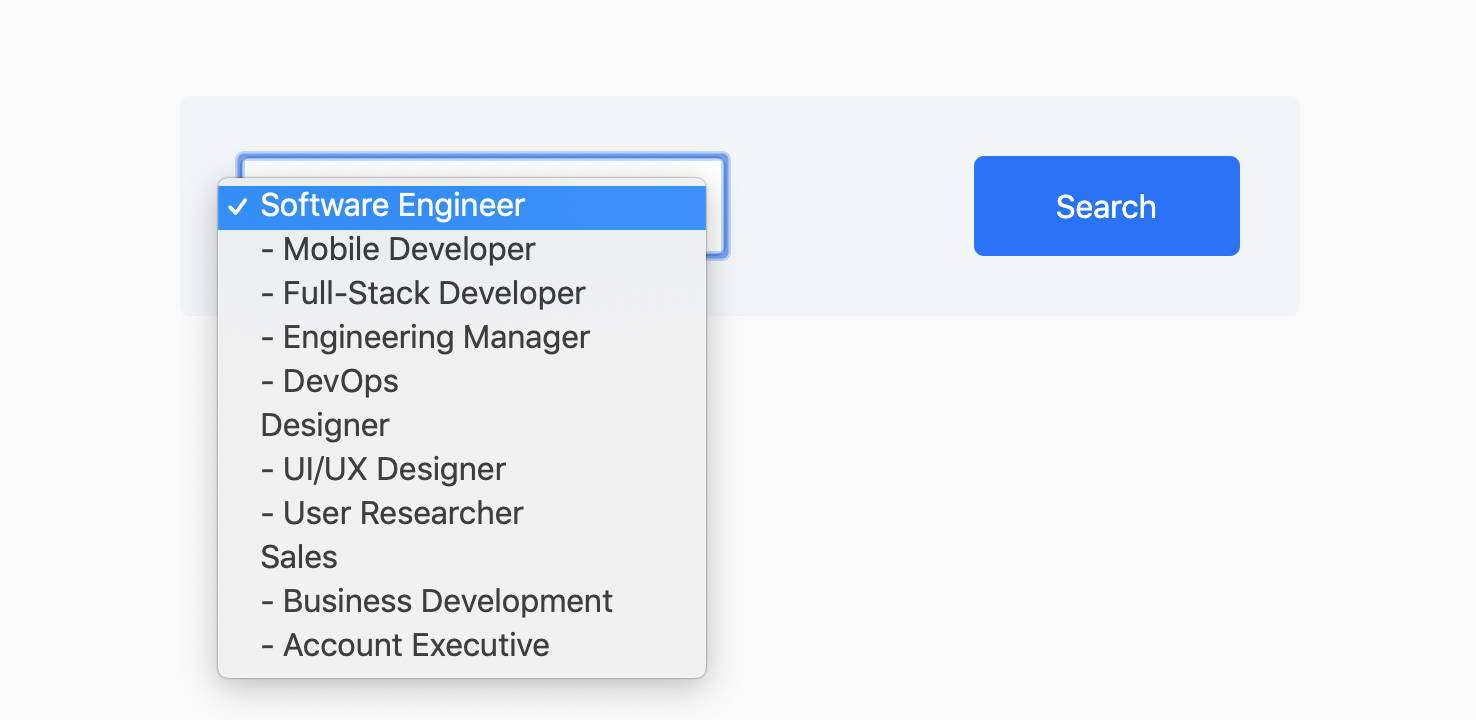 Software Engineer
Search
- Mobile Developer
- Full-Stack Developer
- Engineering Manager
- DevOps
Designer
- UI/UX Designer
- User Researcher
Sales
- Business Development
- Account Executive